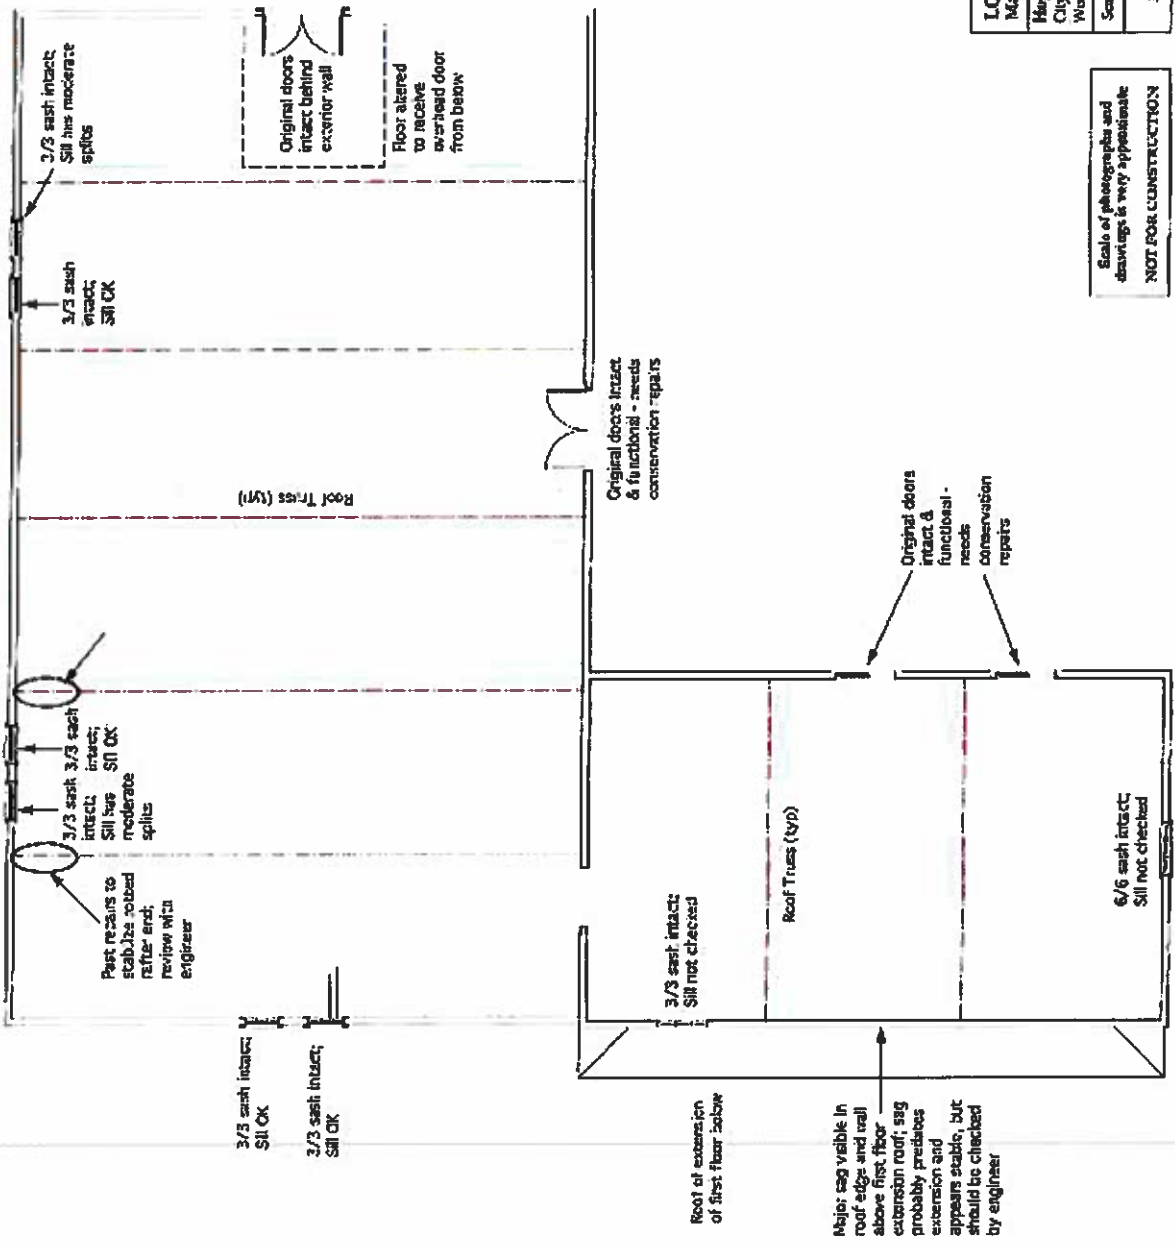 3/3 sash intact;
Sill has moderate
splits
Original doors
intact behind
exterior wall
Floor altered
to receive
overhead door
from below
3/3 sash
intact;
Sill OK
Original doors intact
& functional - needs
conservation repairs
Roof Truss (typ)
3/3 sash
intact;
Sill OK
3/3 sash
intact;
Sill has
moderate
splits
Past repairs to
stabilize rotted
rafter end;
review with
engineer
3/3 sash intact;
Sill OK
3/3 sash intact;
Sill OK
3/3 sash intact;
Sill not checked
Roof Truss (typ)
Original doors
intact &
functional -
needs
conservation
repairs
6/6 sash intact;
Sill not checked
Roof of extension
of first floor below
Major sag visible in
roof edge and wall
above first floor
extension roof; sag
probably predates
extension and
appears stable, but
should be checked
by engineer
Scale of photographs and
drawings is very approximate
NOT FOR CONSTRUCTION